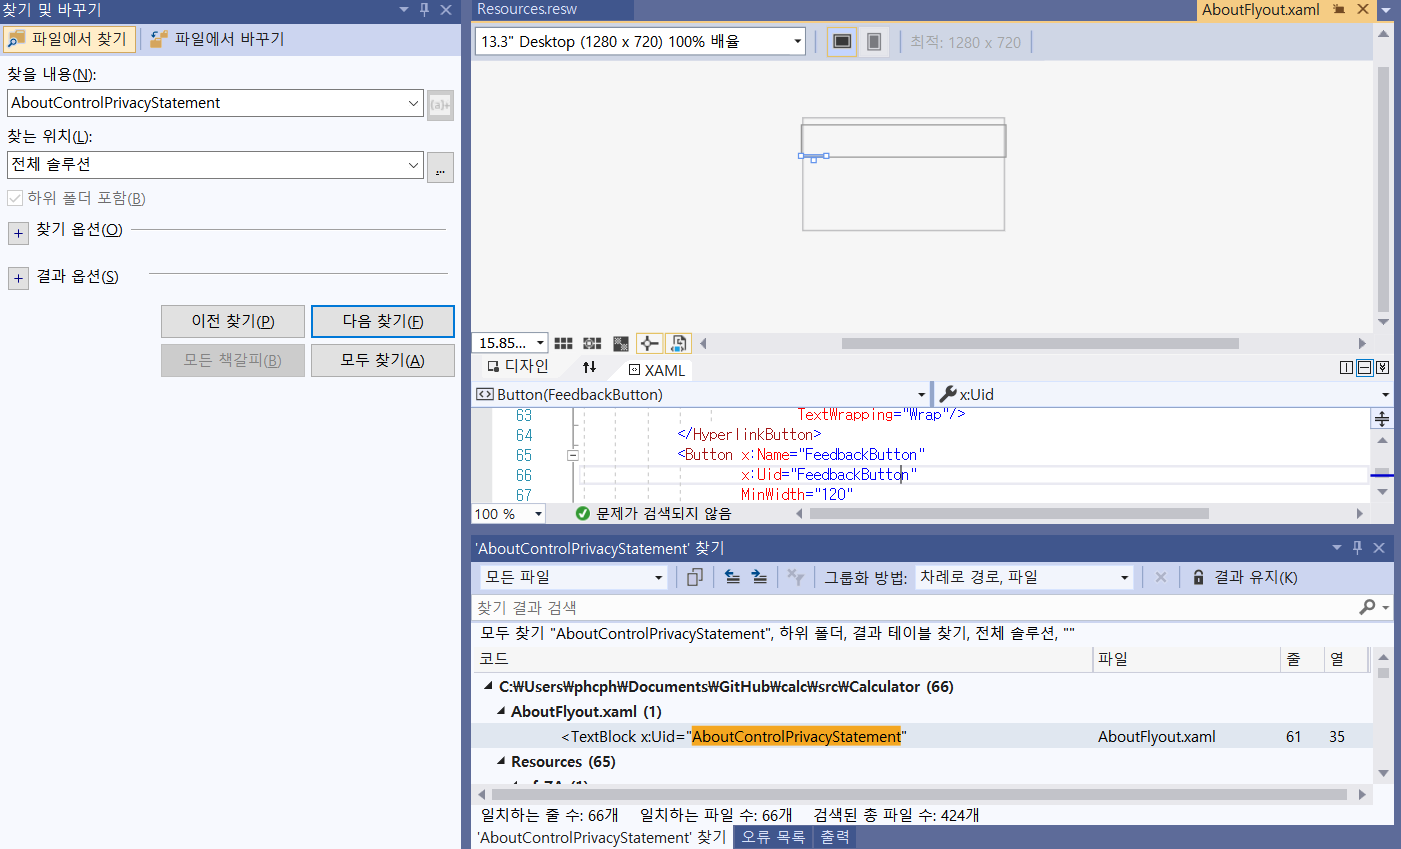 찾기 및 바꾸기
파일에서 찾기
파일에서 바꾸기
찾을 내용(N):
AboutControlPrivacyStatement
(a)+
찾는 위치(L):
전체 솔루션
...
하위 폴더 포함(B)
찾기 옵션(O)
결과 옵션(S)
이전 찾기(P)
다음 찾기(F)
모든 책갈피(B)
모두 찾기(A)
Resources.resw
AboutFlyout.xaml
13.3" Desktop (1280 x 720) 100% 배율
최적: 1280 x 720
15.85...
디자인
XAML
Button(FeedbackButton)
x:Uid
63 TextWrapping="Wrap"/>
64 </HyperlinkButton>
65 <Button x:Name="FeedbackButton"
66 x:Uid="FeedbackButton"
67 MinWidth="120"
100 %
문제가 검색되지 않음
'AboutControlPrivacyStatement' 찾기
모든 파일
그룹화 방법:
차례로 경로, 파일
결과 유지(K)
찾기 결과 검색
모두 찾기 "AboutControlPrivacyStatement", 하위 폴더, 결과 테이블 찾기, 전체 솔루션, ""
코드 파일 줄 열
C:₩Users₩phcph₩Documents₩GitHub₩calc₩src₩Calculator (66)
AboutFlyout.xaml (1)
<TextBlock x:Uid="AboutControlPrivacyStatement" AboutFlyout.xaml 61 35
Resources (65)
일치하는 줄 수: 66개 일치하는 파일 수: 66개 검색된 총 파일 수: 424개
'AboutControlPrivacyStatement' 찾기
오류 목록
출력